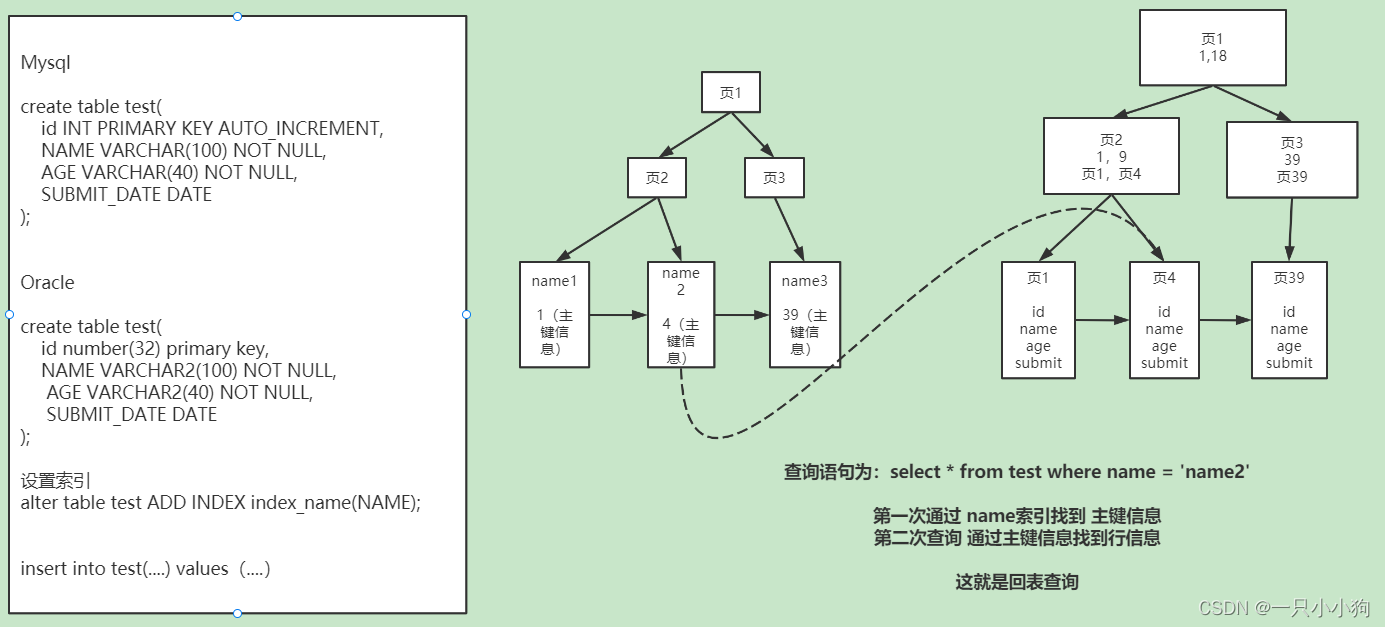 Mysql
create table test(
id INT PRIMARY KEY AUTO_INCREMENT,
NAME VARCHAR(100) NOT NULL,
AGE VARCHAR(40) NOT NULL,
SUBMIT_DATE DATE
);
Oracle
create table test(
id number(32) primary key,
NAME VARCHAR2(100) NOT NULL,
AGE VARCHAR2(40) NOT NULL,
SUBMIT_DATE DATE
);
设置索引
alter table test ADD INDEX index_name(NAME);
insert into test(....) values（....）
页1
页2
页3
name1
1（主
键信
息）
name
2
4（主
键信
息）
name3
39（主
键信
息）
页1
1,18
页2
1，9
页1，页4
页3
39
页39
页1
id
name
age
submit
页4
id
name
age
submit
页39
id
name
age
submit
查询语句为：select * from test where name = 'name2'
第一次通过 name索引找到 主键信息
第二次查询 通过主键信息找到行信息
这就是回表查询
CSDN @一只小小狗